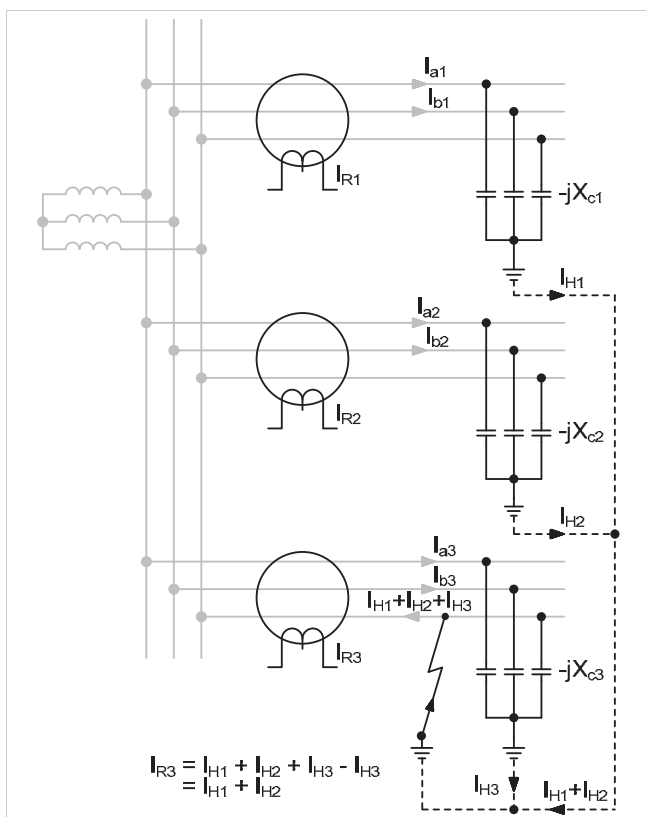 Ia1
Ib1
IR1
-jXc1
IH1
Ia2
Ib2
IR2
-jXc2
IH2
Ia3
Ib3
IH1+IH2+IH3
IR3
-jXc3
IR3 = IH1 + IH2 + IH3 - IH3
= IH1 + IH2
IH3
IH1+IH2